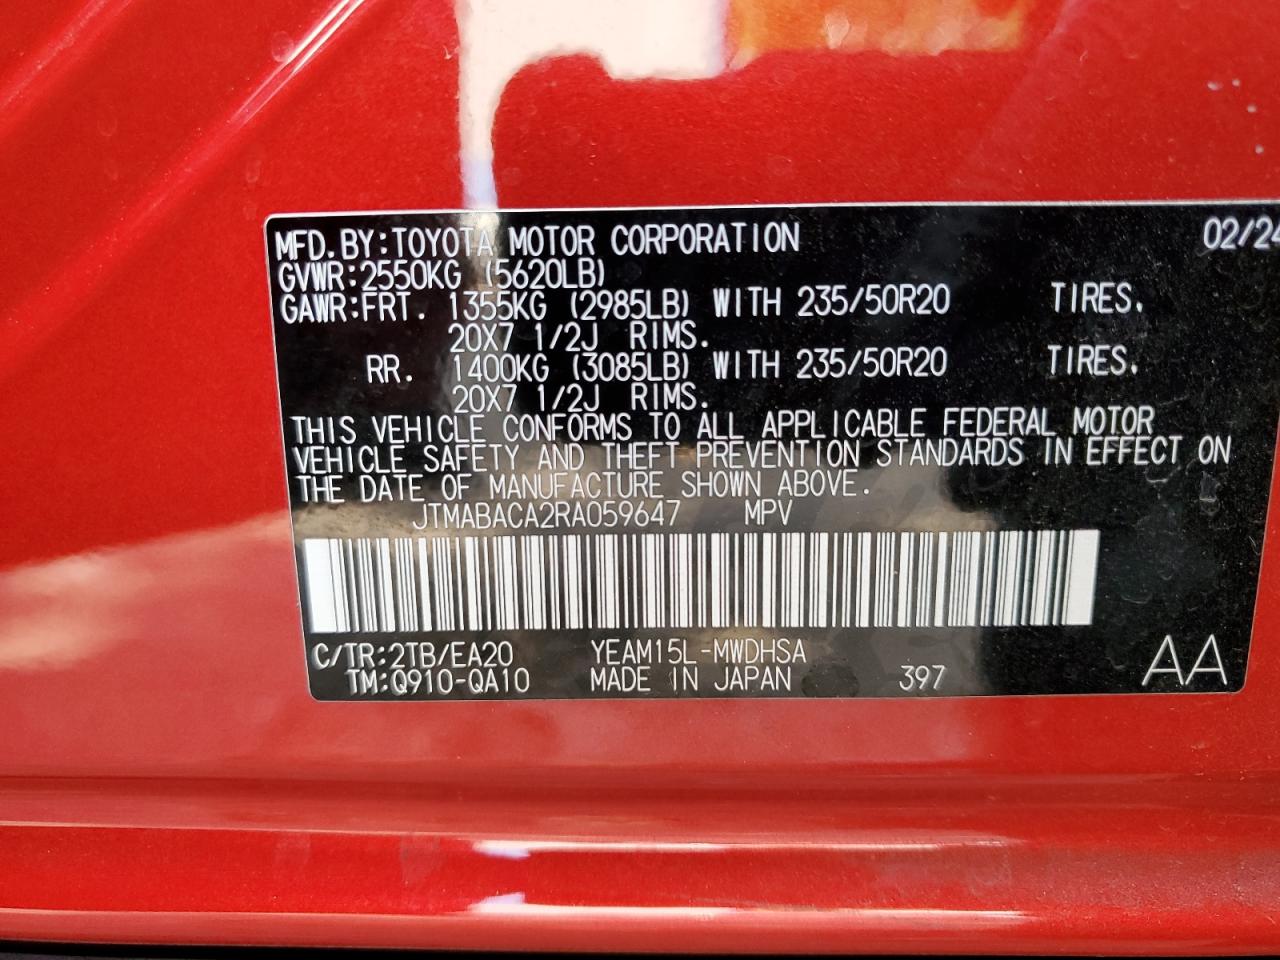 MFD.BY:TOYOTA MOTOR CORPORATION 02/24
GVWR:2550KG (5620LB)
GAWR:FRT. 1355KG (2985LB) WITH 235/50R20 TIRES.
20X7 1/2J RIMS.
RR. 1400KG (3085LB) WITH 235/50R20 TIRES.
20X7 1/2J RIMS.
THIS VEHICLE CONFORMS TO ALL APPLICABLE FEDERAL MOTOR
VEHICLE SAFETY AND THEFT PREVENTION STANDARDS IN EFFECT ON
THE DATE OF MANUFACTURE SHOWN ABOVE.
JTMABACA2RA059647 MPV
C/TR:2TB/EA20 YEAM15L-MWDHSA
TM:Q910-QA10 MADE IN JAPAN 397 AA